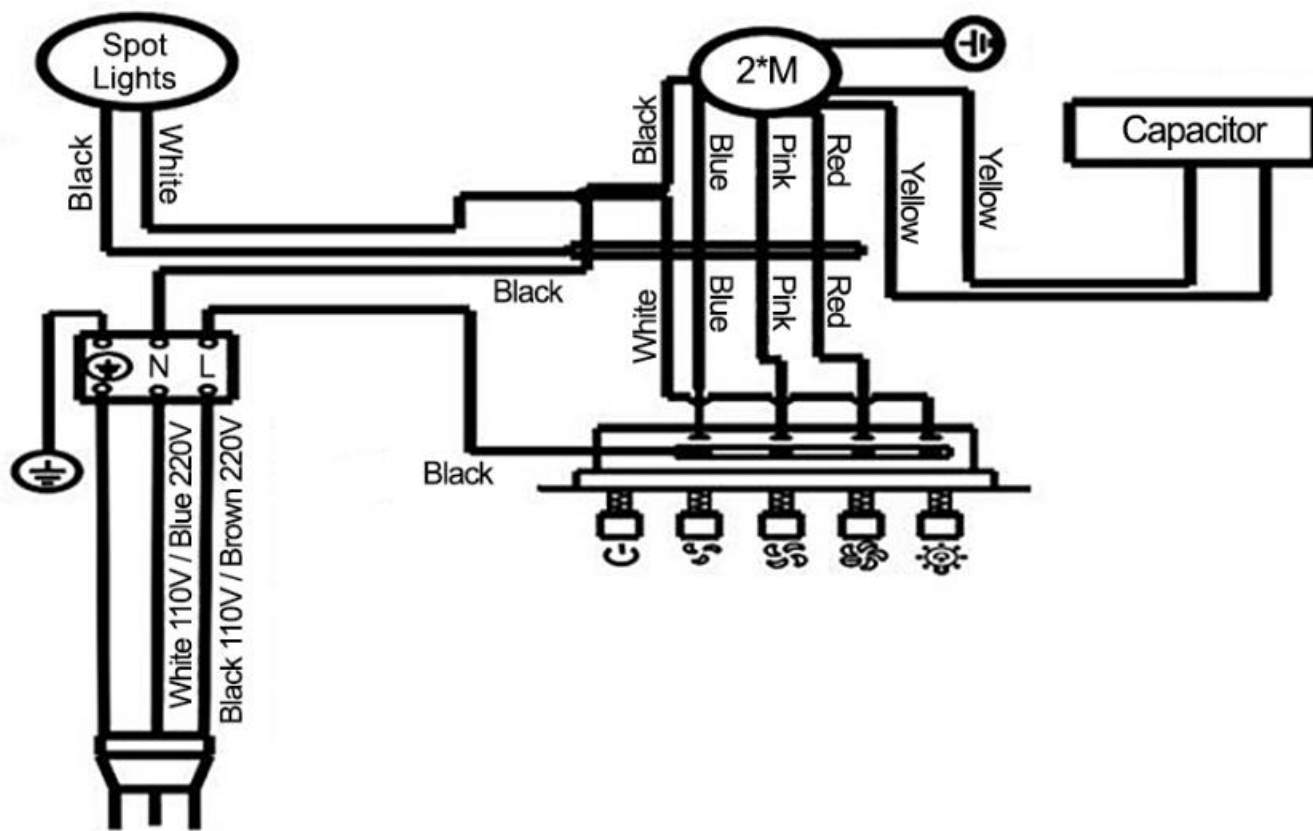 Spot
Lights
2*M
Capacitor
Black
White
Black
Blue
Pink
Red
Yellow
Yellow
Black
White
Blue
Pink
Red
N
L
Black
White 110V / Blue 220V
Black 110V / Brown 220V